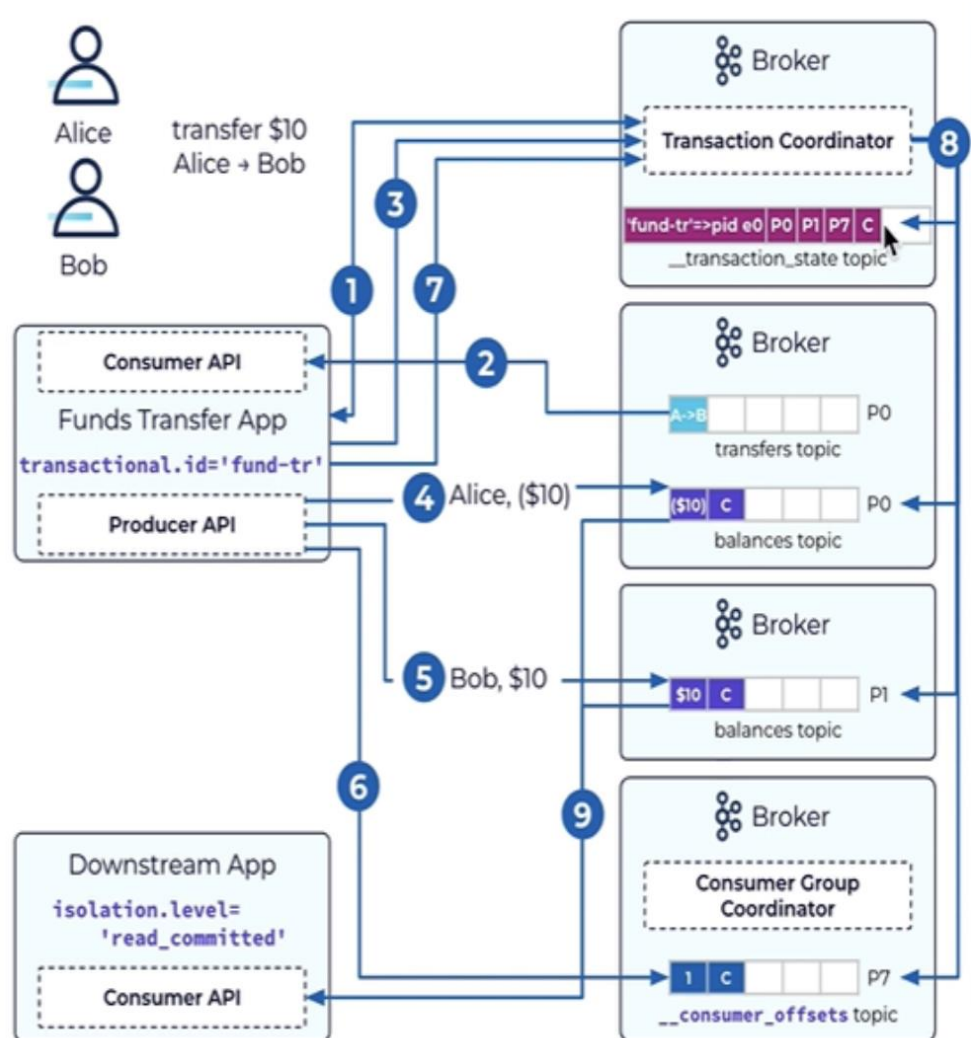 Alice
transfer $10
Alice → Bob
Bob
Broker
Transaction Coordinator
8
'fund-tr'=>pid e0 P0 P1 P7 C
__transaction_state topic
3
1
7
Consumer API
Funds Transfer App
transactional.id='fund-tr'
Producer API
2
Broker
A->B
P0
transfers topic
4 Alice, ($10)
($10) C
P0
balances topic
Broker
5 Bob, $10
$10 C
P1
balances topic
6
9
Broker
Consumer Group
Coordinator
1 C
P7
__consumer_offsets topic
Downstream App
isolation.level=
'read_committed'
Consumer API